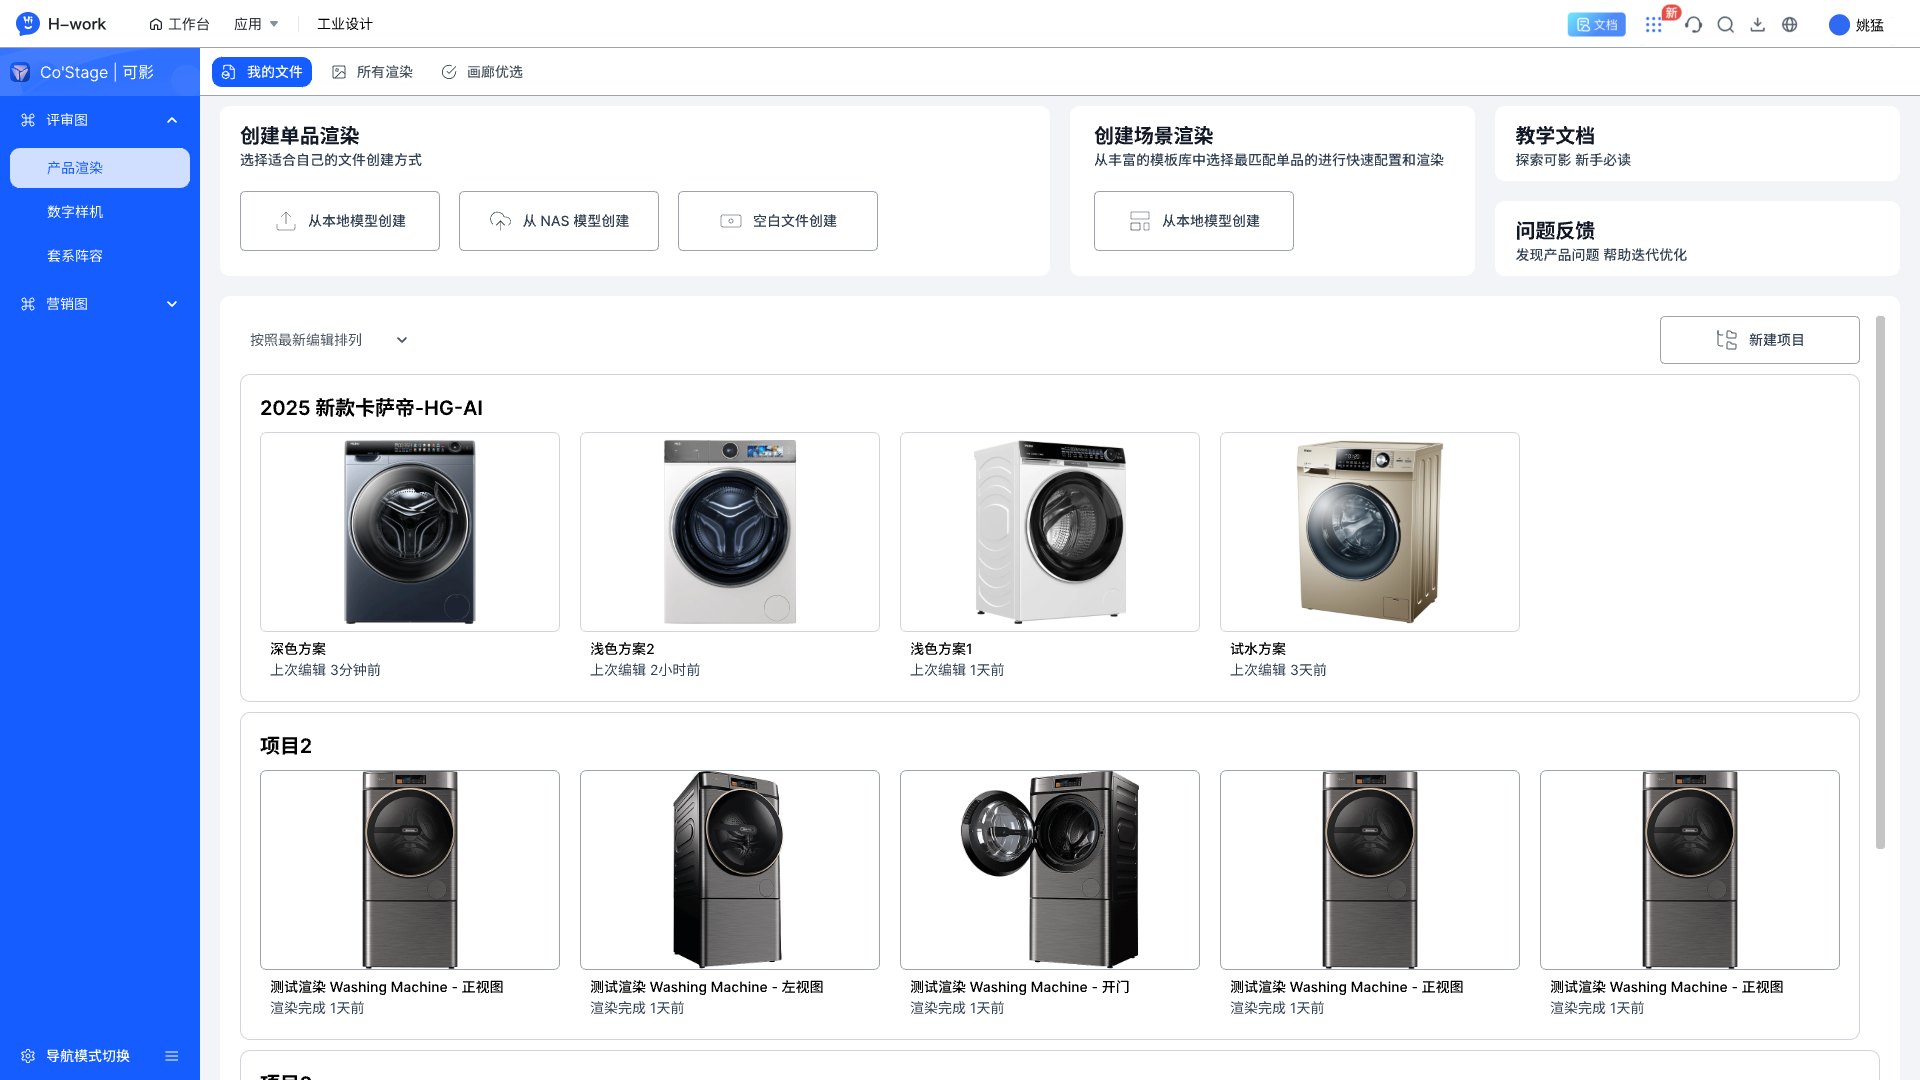 H-work
工作台
应用
工业设计
文档
新
姚猛
Co'Stage | 可影
我的文件
所有渲染
画廊优选
评审图
产品渲染
数字样机
套系阵容
营销图
导航模式切换
创建单品渲染
选择适合自己的文件创建方式
从本地模型创建
从 NAS 模型创建
空白文件创建
创建场景渲染
从丰富的模板库中选择最匹配单品的进行快速配置和渲染
从本地模型创建
教学文档
探索可影 新手必读
问题反馈
发现产品问题 帮助迭代优化
按照最新编辑排列
新建项目
2025 新款卡萨帝-HG-AI
深色方案
上次编辑 3分钟前
浅色方案2
上次编辑 2小时前
浅色方案1
上次编辑 1天前
试水方案
上次编辑 3天前
项目2
测试渲染 Washing Machine - 正视图
渲染完成 1天前
测试渲染 Washing Machine - 左视图
渲染完成 1天前
测试渲染 Washing Machine - 开门
渲染完成 1天前
测试渲染 Washing Machine - 正视图
渲染完成 1天前
测试渲染 Washing Machine - 正视图
渲染完成 1天前